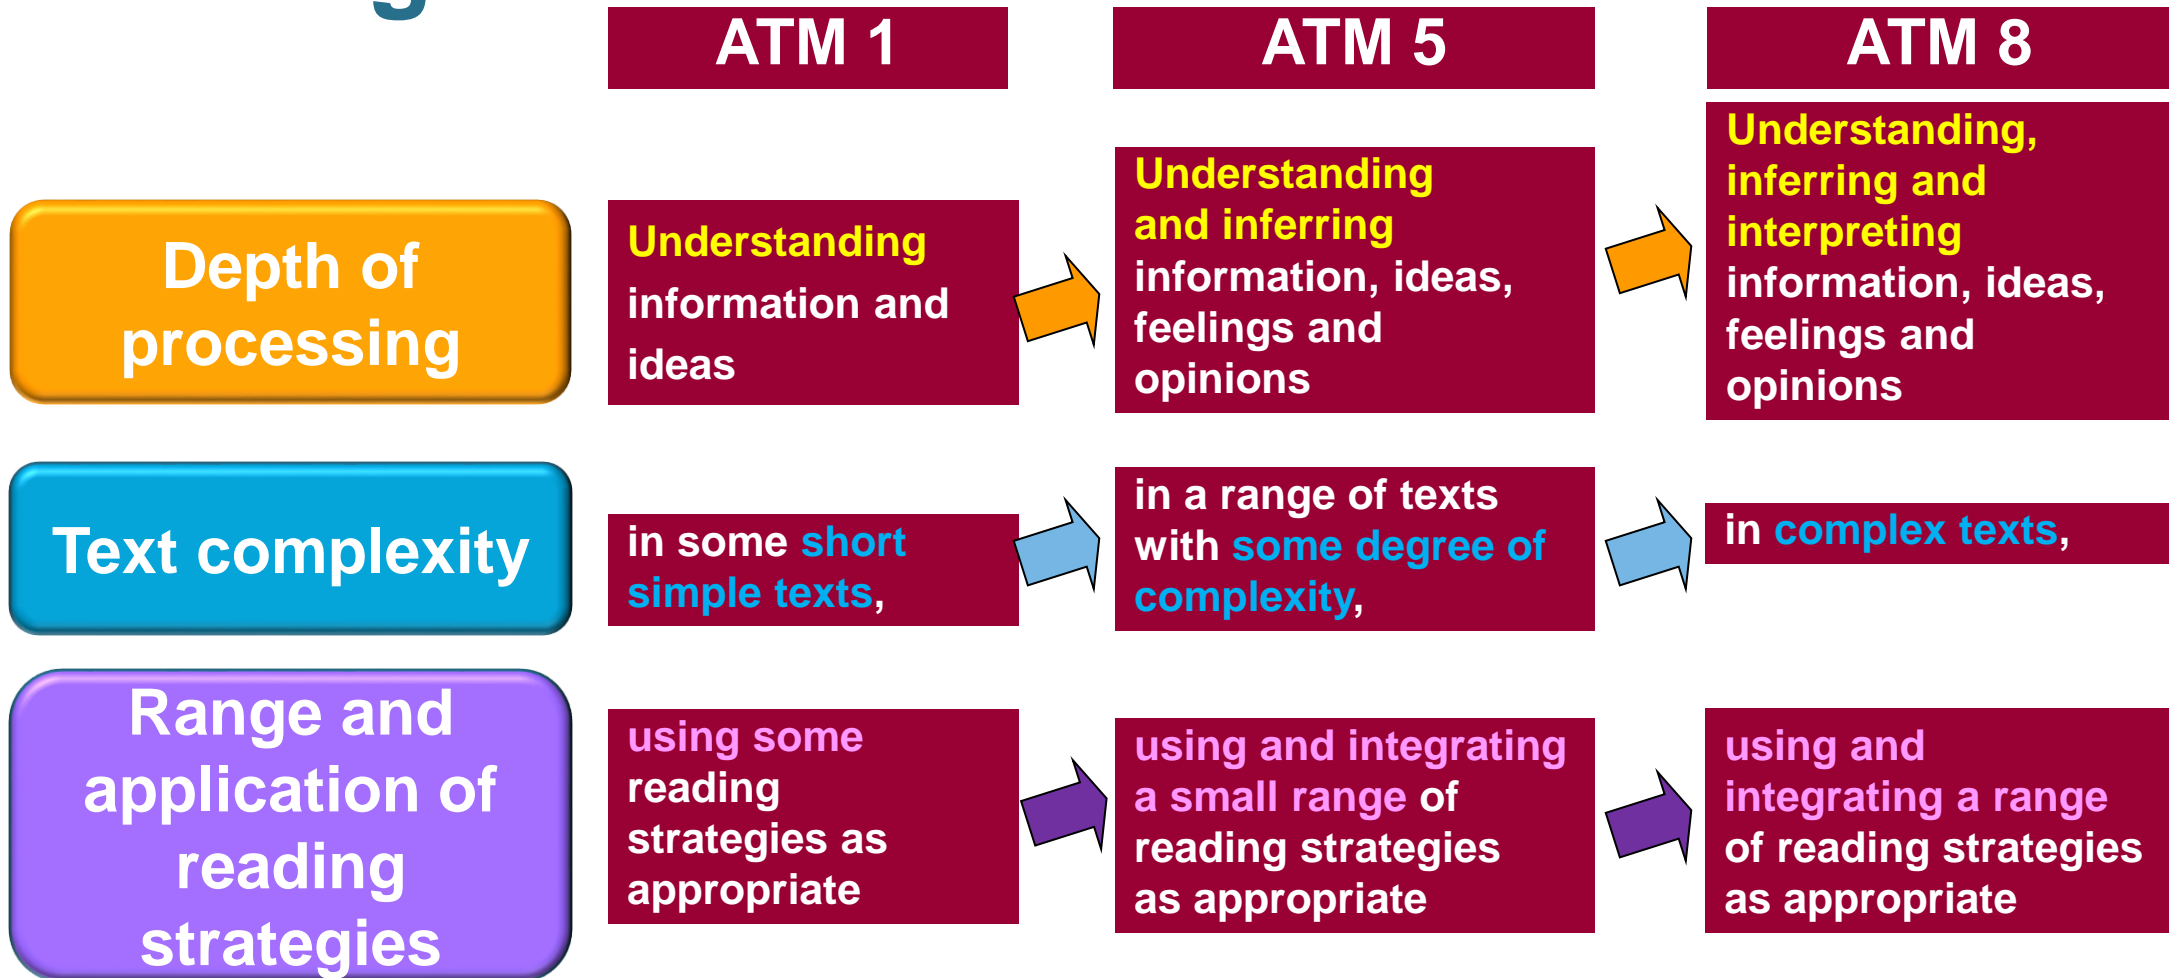 g
ATM 1
ATM 5
ATM 8
Depth of
processing
Understanding
information and
ideas
Understanding
and inferring
information, ideas,
feelings and
opinions
Understanding,
inferring and
interpreting
information, ideas,
feelings and
opinions
Text complexity
in some short
simple texts,
in a range of texts
with some degree of
complexity,
in complex texts,
Range and
application of
reading
strategies
using some
reading
strategies as
appropriate
using and integrating
a small range of
reading strategies
as appropriate
using and
integrating a range
of reading strategies
as appropriate